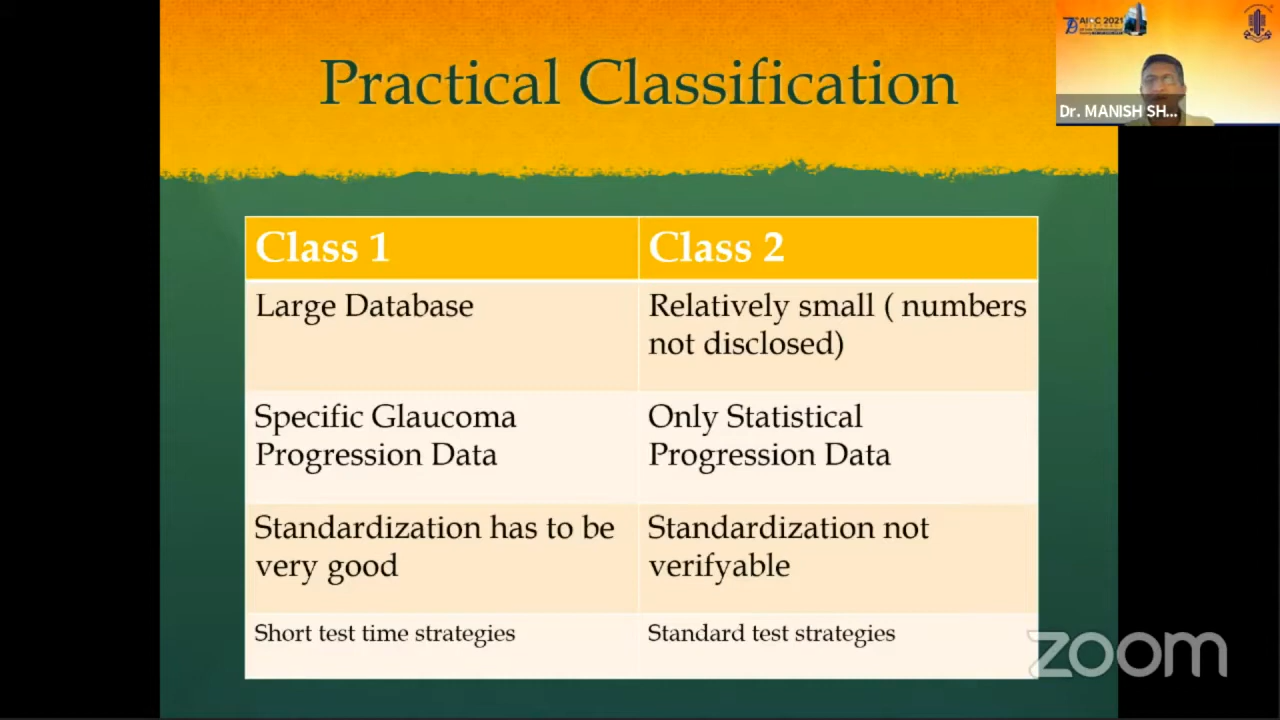 Practical Classification
AIOC 2021
Dr. MANISH SH...
Class 1
Class 2
Large Database
Relatively small ( numbers
not disclosed)
Specific Glaucoma
Progression Data
Only Statistical
Progression Data
Standardization has to be
very good
Standardization not
verifyable
Short test time strategies
Standard test strategies
zoom